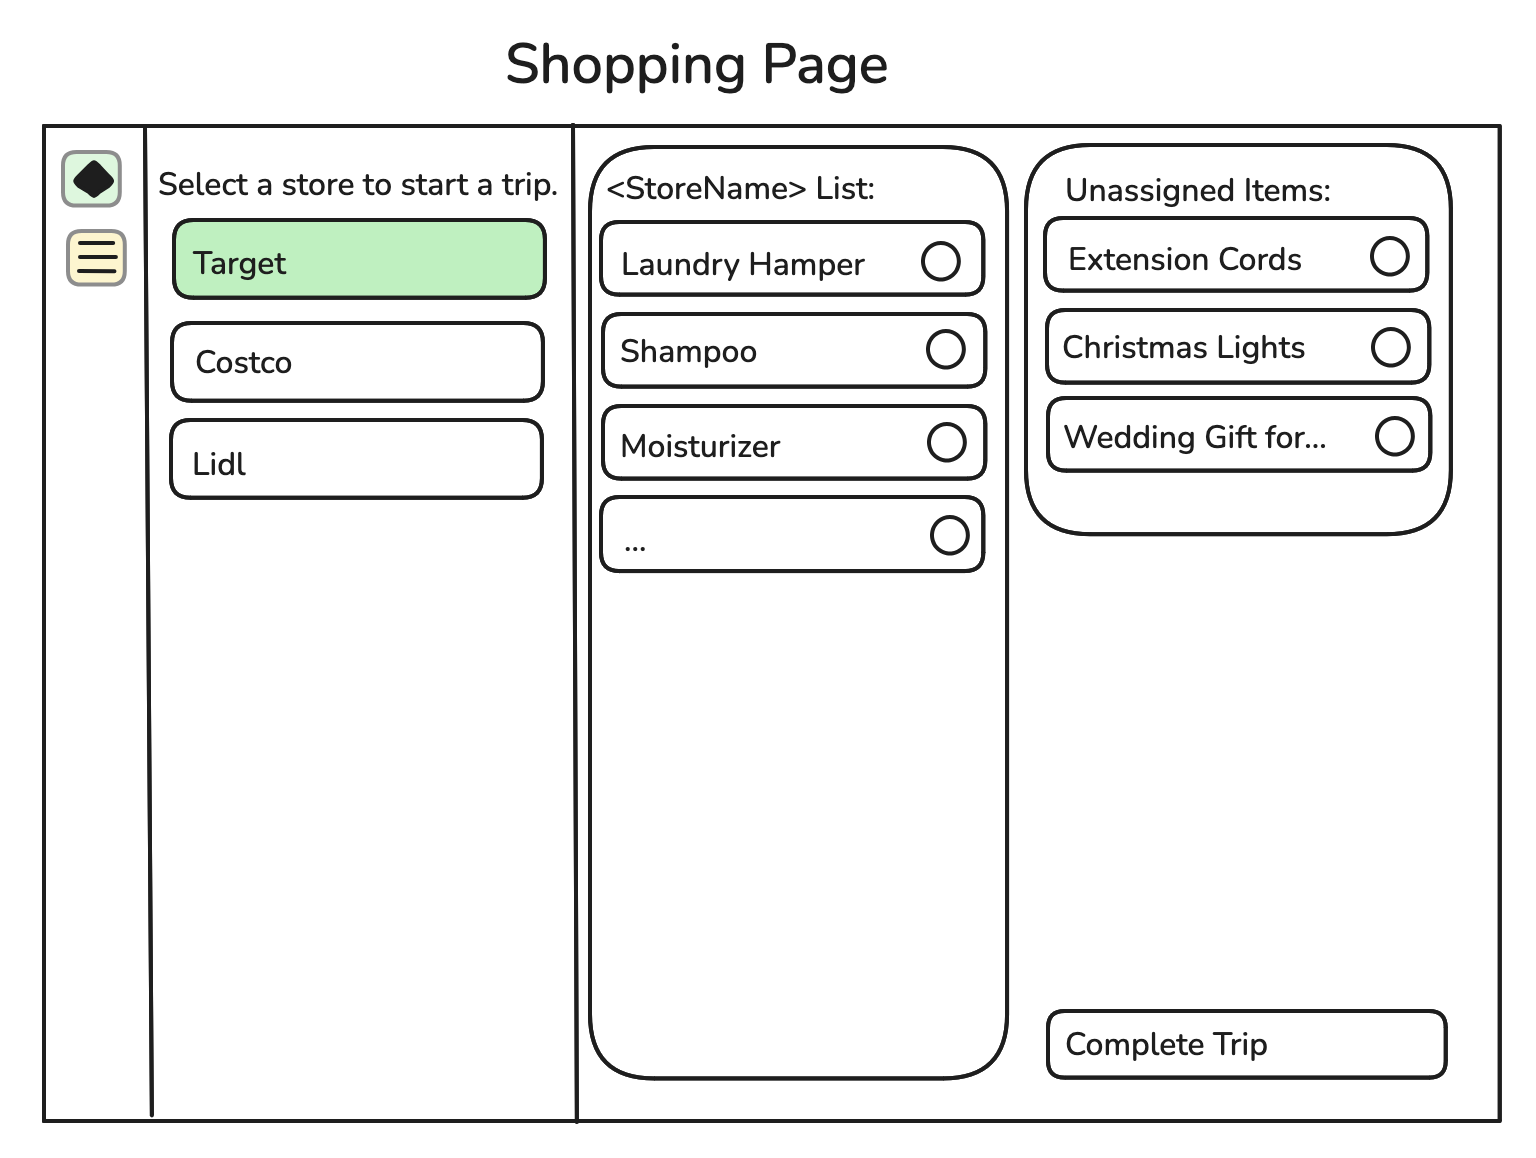 Shopping Page
Select a store to start a trip.
Target
Costco
Lidl
<StoreName> List:
Laundry Hamper
Shampoo
Moisturizer
...
Unassigned Items:
Extension Cords
Christmas Lights
Wedding Gift for...
Complete Trip